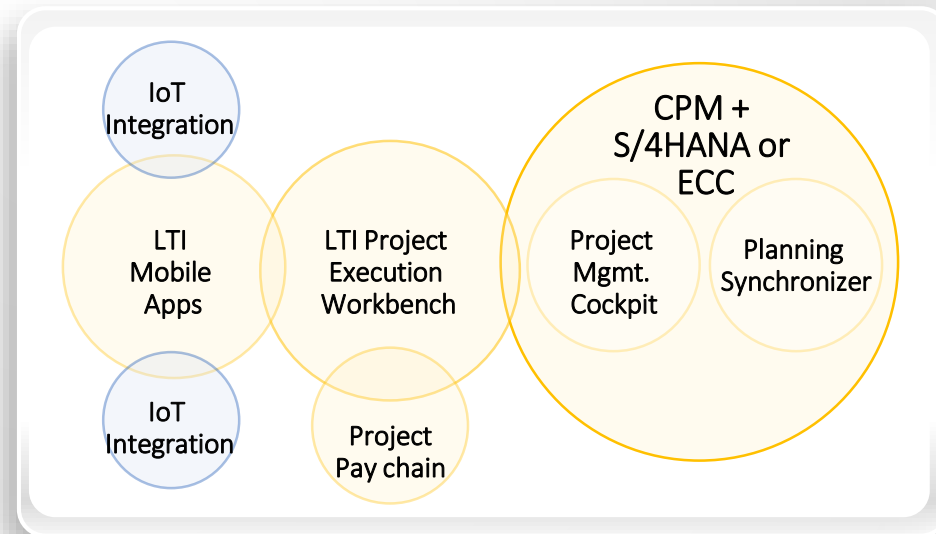 IoT
Integration
LTI
Mobile
Apps
IoT
Integration
LTI Project
Execution
Workbench
Project
Pay chain
CPM +
S/4HANA or
ECC
Project
Mgmt.
Cockpit
Planning
Synchronizer